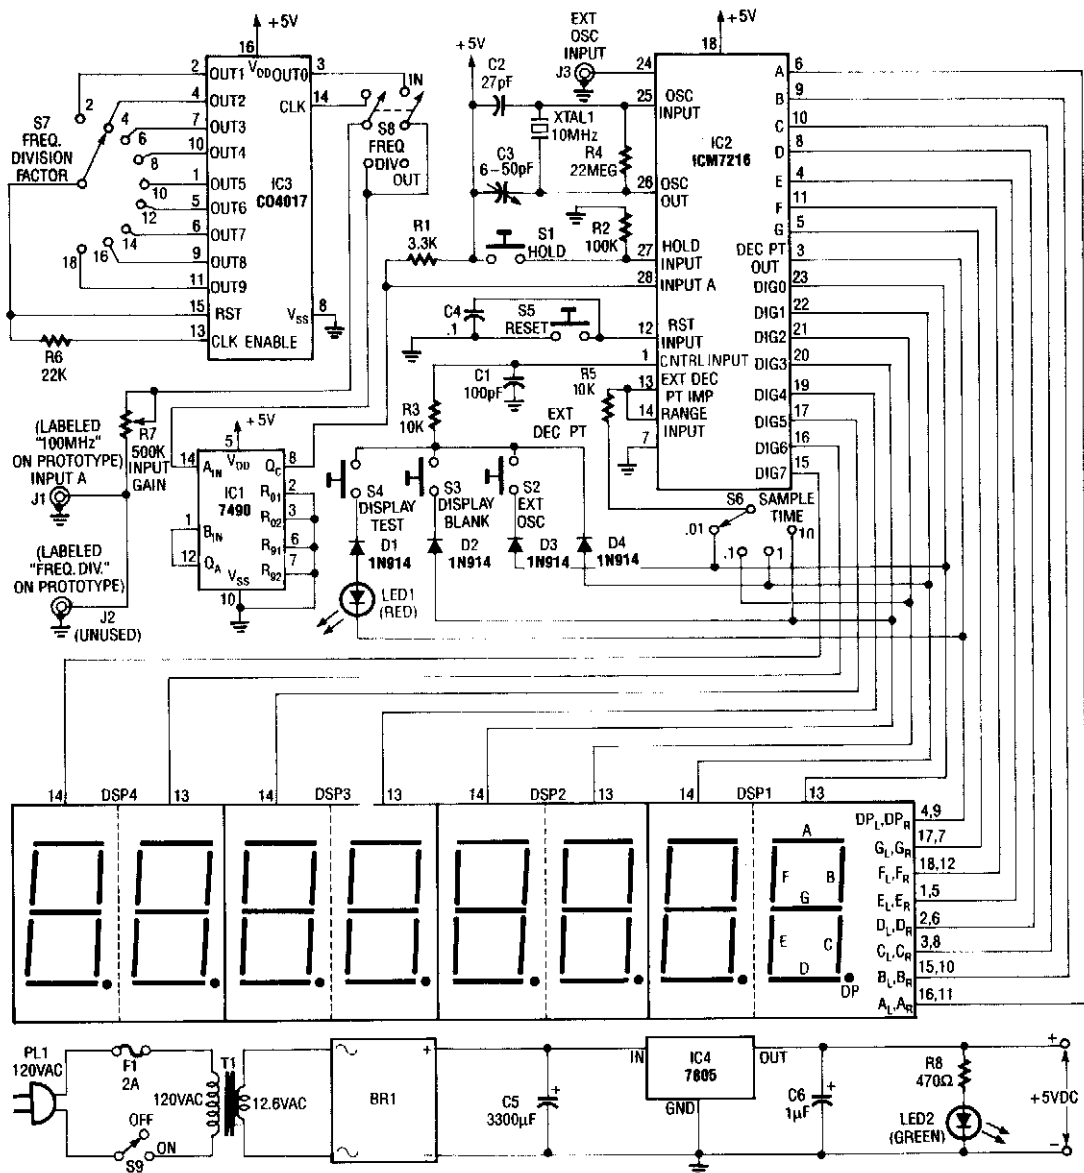 +5V
16
VDD
2
OUT1
OUT0
3
IN
4
OUT2
CLK
14
7
OUT3
10
OUT4
1
OUT5
5
OUT6
6
OUT7
9
OUT8
11
OUT9
15
RST
VSS
8
13
CLK ENABLE
IC3
CO4017
S7
FREQ.
DIVISION
FACTOR
2
4
6
8
10
12
14
16
18
R6
22K
S8
FREQ
DIV
OUT
+5V
C2
27pF
EXT
OSC
INPUT
J3
XTAL1
10MHz
C3
6-50pF
R4
22MEG
R1
3.3K
S1
HOLD
R2
100K
C4
.1
S5
RESET
C1
100pF
R3
10K
R5
10K
EXT
DEC PT
+5V
18
24
25
OSC
INPUT
IC2
ICM7216
26
OSC
OUT
27
HOLD
INPUT
28
INPUT A
12
RST
INPUT
1
CNTRL INPUT
13
EXT DEC
PT IMP
14
RANGE
INPUT
7
A
6
B
9
C
10
D
8
E
4
F
11
G
5
DEC PT
OUT
3
DIG0
23
DIG1
22
DIG2
21
DIG3
20
DIG4
19
DIG5
17
DIG6
16
DIG7
15
(LABELED
"100MHz"
ON PROTOTYPE)
INPUT A
J1
R7
500K
INPUT
GAIN
(LABELED
"FREQ. DIV."
ON PROTOTYPE)
J2
(UNUSED)
+5V
5
VDD
14
AIN
QC
8
IC1
7490
R01
2
R02
3
1
BIN
R91
6
12
QA
R92
7
VSS
10
S4
DISPLAY
TEST
S3
DISPLAY
BLANK
S2
EXT
OSC
D1
1N914
D2
1N914
D3
1N914
D4
1N914
LED1
(RED)
S6
SAMPLE
TIME
.01
.1
1
10
14
DSP4
13
14
DSP3
13
14
DSP2
13
14
DSP1
13
A
F
B
G
E
C
D
DP
DPL,DPR
4,9
GL,GR
17,7
FL,FR
18,12
EL,ER
1,5
DL,DR
2,6
CL,CR
3,8
BL,BR
15,10
AL,AR
16,11
PL1
120VAC
F1
2A
OFF
ON
S9
T1
120VAC
12.6VAC
BR1
+
-
C5
3300μF
+
IN
IC4
7805
OUT
GND
C6
1μF
+
R8
470Ω
LED2
(GREEN)
+
+5VDC
-